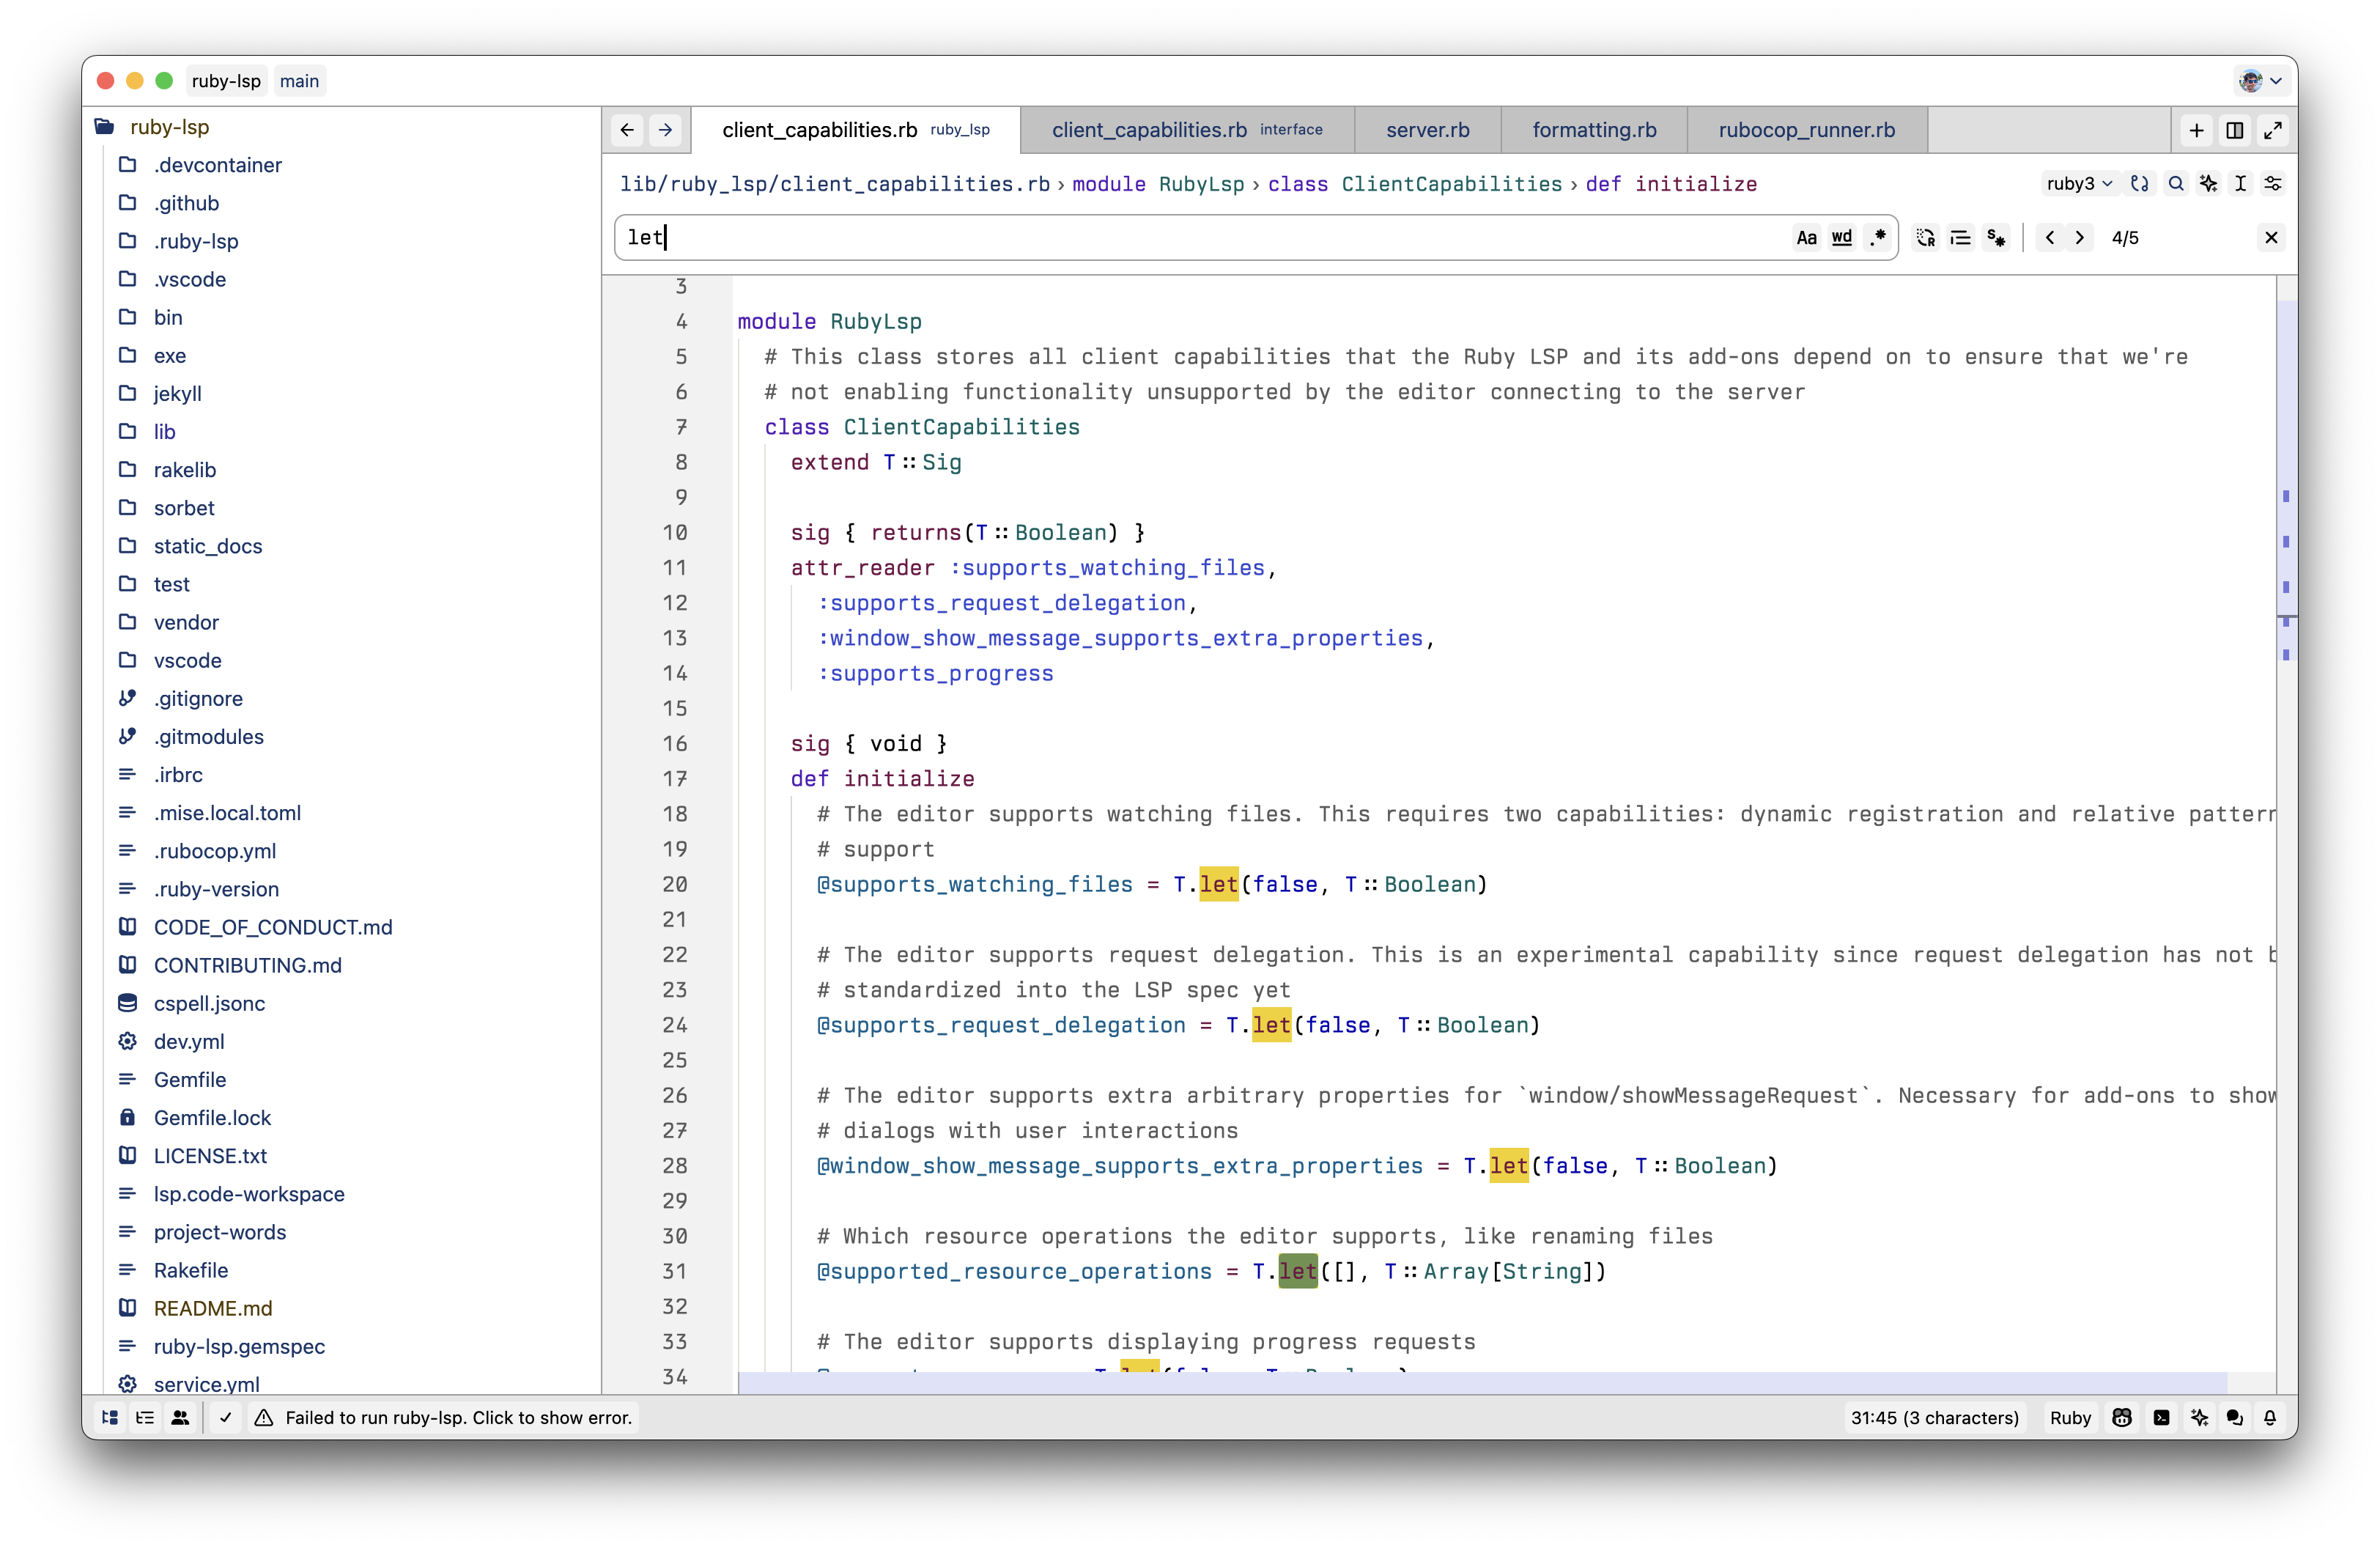 ruby-lsp main
ruby-lsp
.devcontainer
.github
.ruby-lsp
.vscode
bin
exe
jekyll
lib
rakelib
sorbet
static_docs
test
vendor
vscode
.gitignore
.gitmodules
.irbrc
.mise.local.toml
.rubocop.yml
.ruby-version
CODE_OF_CONDUCT.md
CONTRIBUTING.md
cspell.jsonc
dev.yml
Gemfile
Gemfile.lock
LICENSE.txt
lsp.code-workspace
project-words
Rakefile
README.md
ruby-lsp.gemspec
service.yml
client_capabilities.rb ruby_lsp client_capabilities.rb interface server.rb formatting.rb rubocop_runner.rb
lib/ruby_lsp/client_capabilities.rb › module RubyLsp › class ClientCapabilities › def initialize ruby3
let Aa wd .* 4/5
3
4 module RubyLsp
5 # This class stores all client capabilities that the Ruby LSP and its add-ons depend on to ensure that we're
6 # not enabling functionality unsupported by the editor connecting to the server
7 class ClientCapabilities
8 extend T::Sig
9
10 sig { returns(T::Boolean) }
11 attr_reader :supports_watching_files,
12 :supports_request_delegation,
13 :window_show_message_supports_extra_properties,
14 :supports_progress
15
16 sig { void }
17 def initialize
18 # The editor supports watching files. This requires two capabilities: dynamic registration and relative pattern
19 # support
20 @supports_watching_files = T.let(false, T::Boolean)
21
22 # The editor supports request delegation. This is an experimental capability since request delegation has not
23 # standardized into the LSP spec yet
24 @supports_request_delegation = T.let(false, T::Boolean)
25
26 # The editor supports extra arbitrary properties for `window/showMessageRequest`. Necessary for add-ons to show
27 # dialogs with user interactions
28 @window_show_message_supports_extra_properties = T.let(false, T::Boolean)
29
30 # Which resource operations the editor supports, like renaming files
31 @supported_resource_operations = T.let([], T::Array[String])
32
33 # The editor supports displaying progress requests
34
Failed to run ruby-lsp. Click to show error. 31:45 (3 characters) Ruby